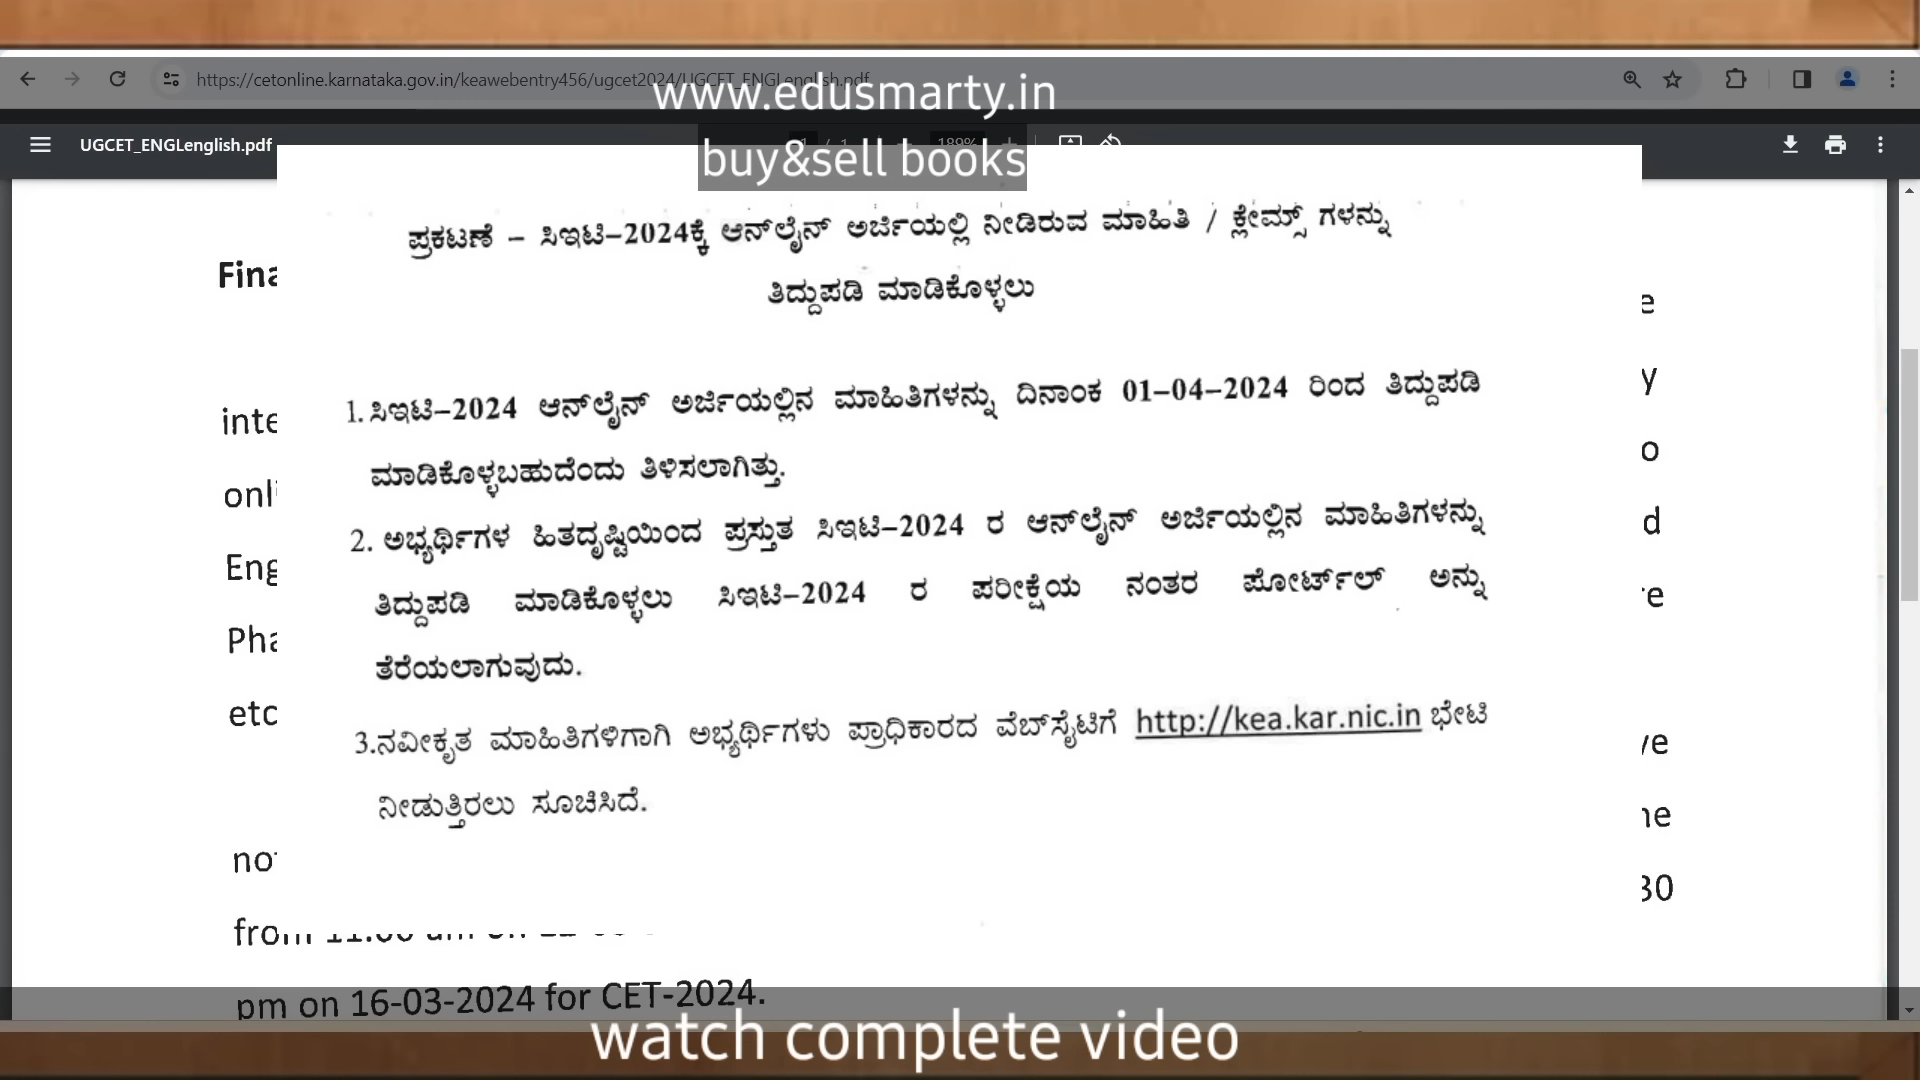 https://cetonline.karnataka.gov.in/keawebentry456/ugcet2024/UGCET_ENGLenglish.pdf
www.edusmarty.in
UGCET_ENGLenglish.pdf
buy&sell books
ಪ್ರಕಟಣೆ – ಸಿಇಟಿ–2024ಕ್ಕೆ ಆನ್‌ಲೈನ್ ಅರ್ಜಿಯಲ್ಲಿ ನೀಡಿರುವ ಮಾಹಿತಿ / ಕ್ಲೇಮ್ಸ್ ಗಳನ್ನು
ತಿದ್ದುಪಡಿ ಮಾಡಿಕೊಳ್ಳಲು
1.ಸಿಇಟಿ–2024 ಆನ್‌ಲೈನ್ ಅರ್ಜಿಯಲ್ಲಿನ ಮಾಹಿತಿಗಳನ್ನು ದಿನಾಂಕ 01–04–2024 ರಿಂದ ತಿದ್ದುಪಡಿ
ಮಾಡಿಕೊಳ್ಳಬಹುದೆಂದು ತಿಳಿಸಲಾಗಿತ್ತು.
2. ಅಭ್ಯರ್ಥಿಗಳ ಹಿತದೃಷ್ಟಿಯಿಂದ ಪ್ರಸ್ತುತ ಸಿಇಟಿ–2024 ರ ಆನ್‌ಲೈನ್ ಅರ್ಜಿಯಲ್ಲಿನ ಮಾಹಿತಿಗಳನ್ನು
ತಿದ್ದುಪಡಿ ಮಾಡಿಕೊಳ್ಳಲು ಸಿಇಟಿ–2024 ರ ಪರೀಕ್ಷೆಯ ನಂತರ ಪೋರ್ಟ್‌ಲ್ ಅನ್ನು
ತೆರೆಯಲಾಗುವುದು.
3.ನವೀಕೃತ ಮಾಹಿತಿಗಳಿಗಾಗಿ ಅಭ್ಯರ್ಥಿಗಳು ಪ್ರಾಧಿಕಾರದ ವೆಬ್‌ಸೈಟಿಗೆ http://kea.kar.nic.in ಭೇಟಿ
ನೀಡುತ್ತಿರಲು ಸೂಚಿಸಿದೆ.
pm on 16-03-2024 for CET-2024.
watch complete video